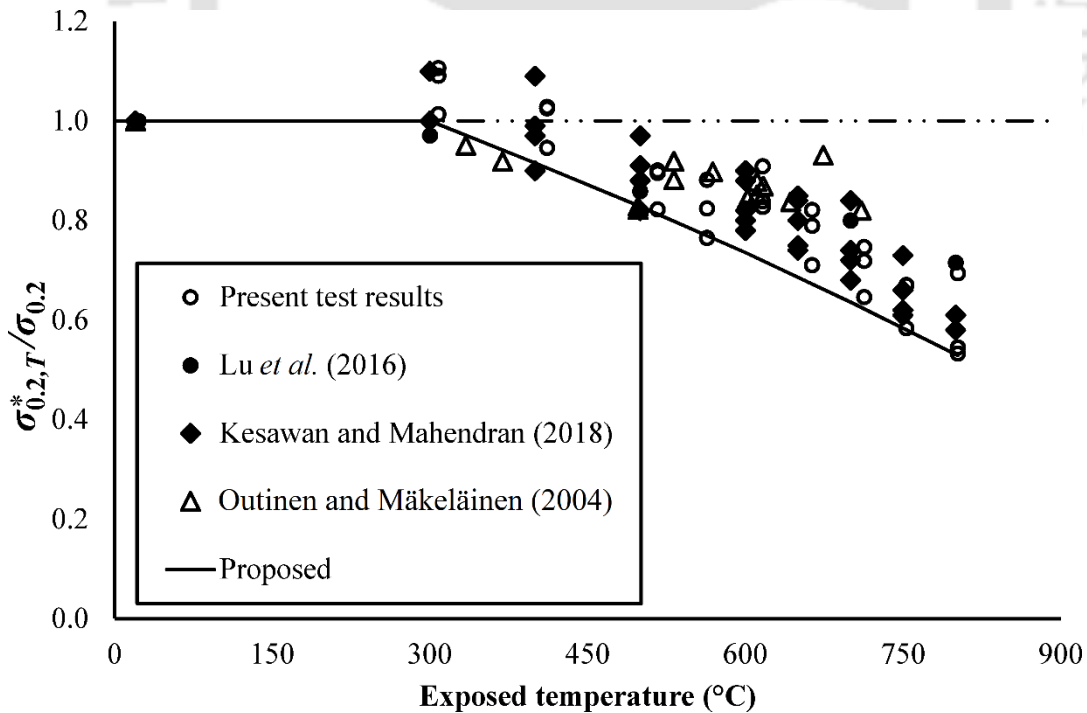 1.2
1.0
0.8
0.6
0.4
0.2
0.0
σ*0.2,T/σ0.2
Present test results
Lu et al. (2016)
Kesawan and Mahendran (2018)
Outinen and Mäkeläinen (2004)
Proposed
0 150 300 450 600 750 900
Exposed temperature (°C)